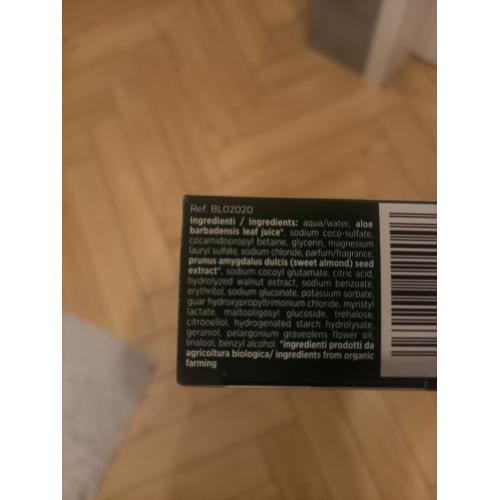 Ref. BL02020
Ingredienti / Ingredients: aqua/water, aloe
barbadensis leaf juice*, sodium coco-sulfate,
cocamidopropyl betaine, glycerin, magnesium
lauryl sulfate, sodium chloride, parfum/fragrance,
prunus amygdalus dulcis (sweet almond) seed
extract*, sodium cocoyl glutamate, citric acid,
hydrolyzed walnut extract, sodium benzoate,
erythritol, sodium gluconate, potassium sorbate,
guar hydroxypropyltrimonium chloride, myristyl
lactate, maltooligosyl glucoside, trehalose,
citronellol, hydrogenated starch hydrolysate,
geraniol, pelargonium graveolens flower oil,
linalool, benzyl alcohol. *ingredienti prodotti da
agricoltura biologica/ ingredients from organic
farming